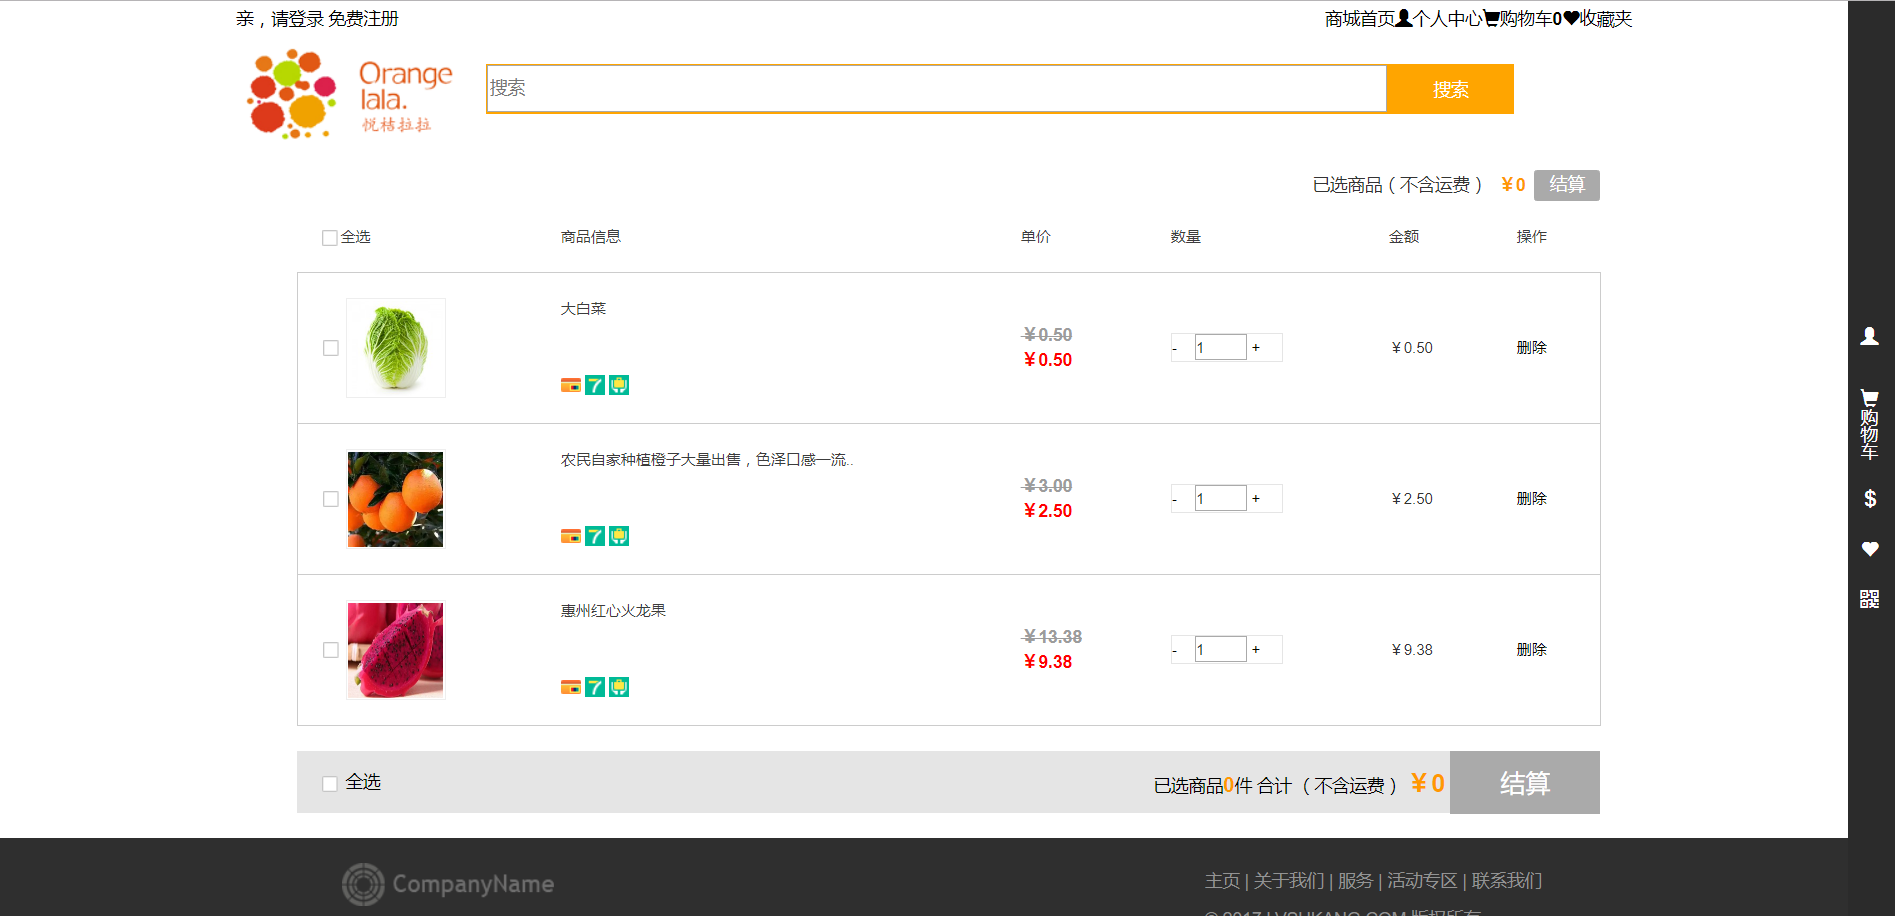 亲，请登录 免费注册
商城首页 个人中心 购物车0 收藏夹
Orange
lala.
悦桔拉拉
搜索 搜索
已选商品（不含运费） ￥0 结算
全选 商品信息 单价 数量 金额 操作
大白菜
￥0.50
￥0.50
- 1 + ￥0.50 删除
7
农民自家种植橙子大量出售，色泽口感一流..
￥3.00
￥2.50
- 1 + ￥2.50 删除
7
惠州红心火龙果
￥13.38
￥9.38
- 1 + ￥9.38 删除
7
全选 已选商品0件 合计 （不含运费） ￥0 结算
购物车
$
CompanyName
主页 | 关于我们 | 服务 | 活动专区 | 联系我们